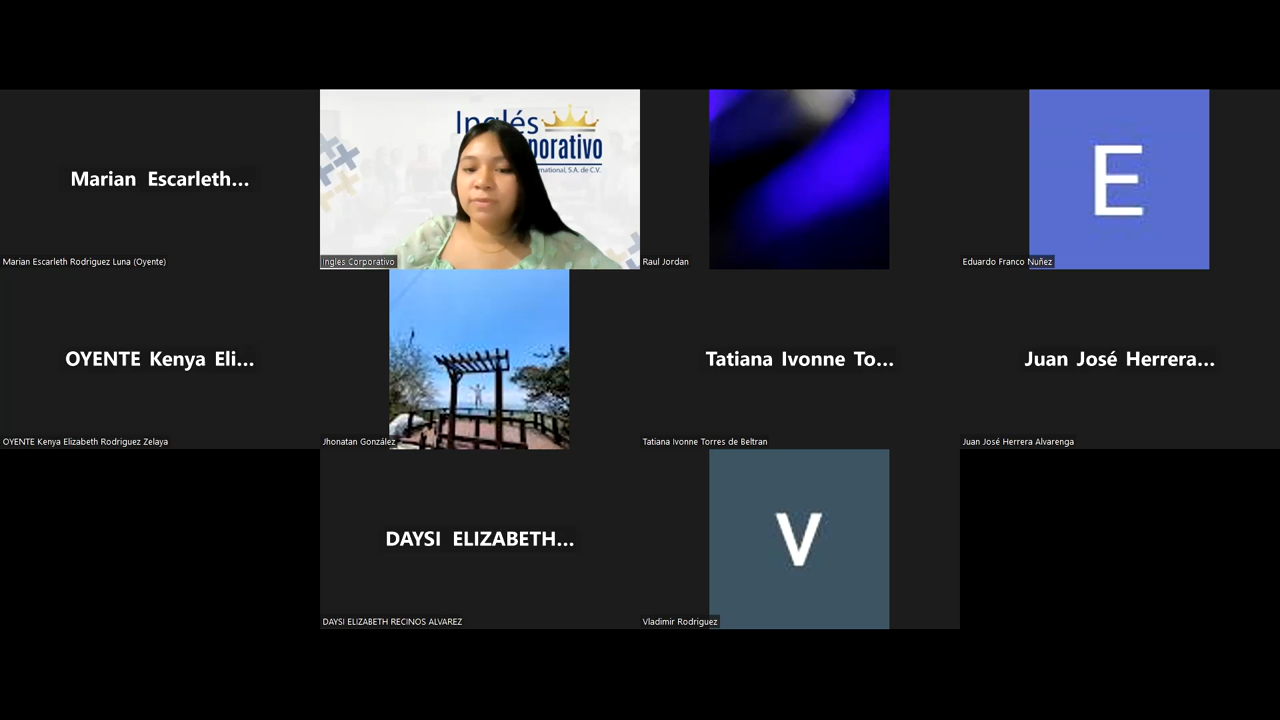 Marian Escarleth...
Marian Escarleth Rodriguez Luna (Oyente)
Inglés
porativo
national, S.A. de C.V.
Ingles Corporativo
Raul Jordan
E
Eduardo Franco Nuñez
OYENTE Kenya Eli...
OYENTE Kenya Elizabeth Rodriguez Zelaya
Jhonatan González
Tatiana Ivonne To...
Tatiana Ivonne Torres de Beltran
Juan José Herrera...
Juan José Herrera Alvarenga
DAYSI ELIZABETH...
DAYSI ELIZABETH RECINOS ALVAREZ
V
Vladimir Rodriguez